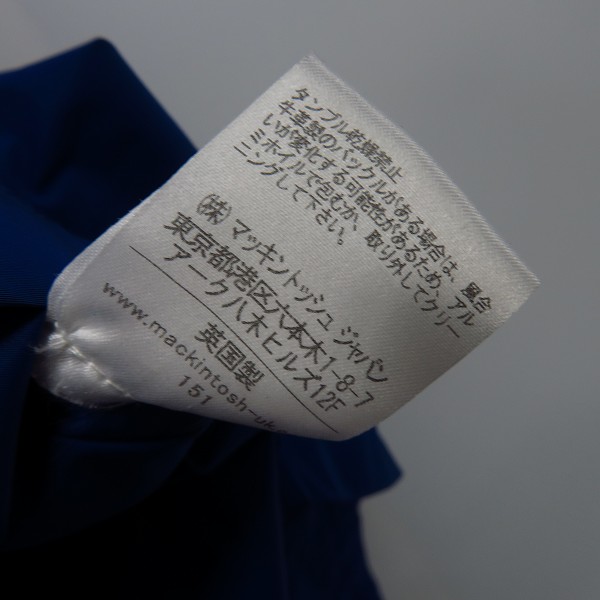 タンブル乾燥禁止
牛革製のバックルがある場合は、風合
いが変化する可能性があるため、アル
ミホイルで包むか、取り外してクリー
ニングして下さい。
(株) マッキントッシュ ジャパン
東京都港区六本木1-8-7
アーク八木ヒルズ12F
英国製
www.mackintosh-uk
151